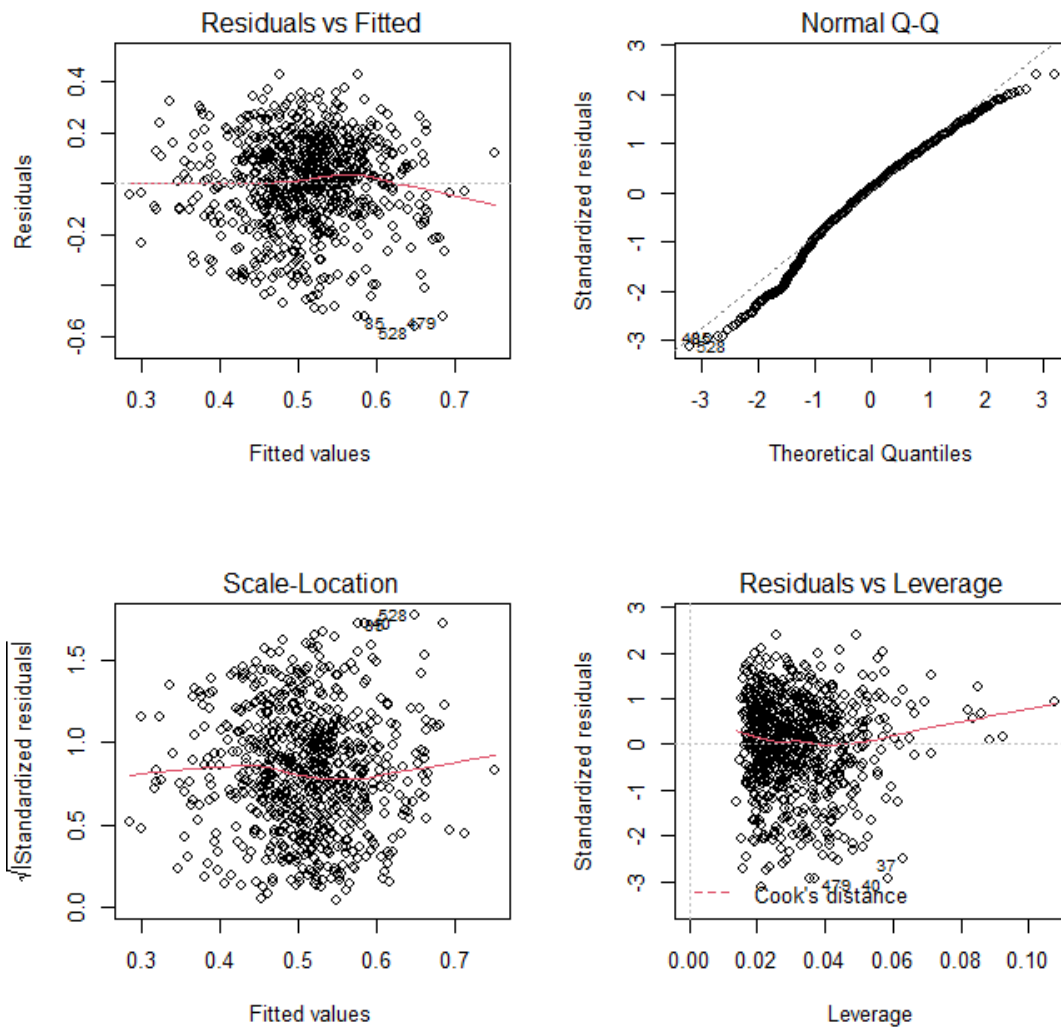 Residuals vs Fitted
Residuals
0.4
0.2
-0.2
-0.6
85
479
528
0.3 0.4 0.5 0.6 0.7
Fitted values
Normal Q-Q
Standardized residuals
3
2
1
0
-1
-2
-3
528
-3 -2 -1 0 1 2 3
Theoretical Quantiles
Scale-Location
√|Standardized residuals|
1.5
1.0
0.5
0.0
528
0.3 0.4 0.5 0.6 0.7
Fitted values
Residuals vs Leverage
Standardized residuals
3
2
1
0
-1
-2
-3
37
479 40
Cook's distance
0.00 0.02 0.04 0.06 0.08 0.10
Leverage